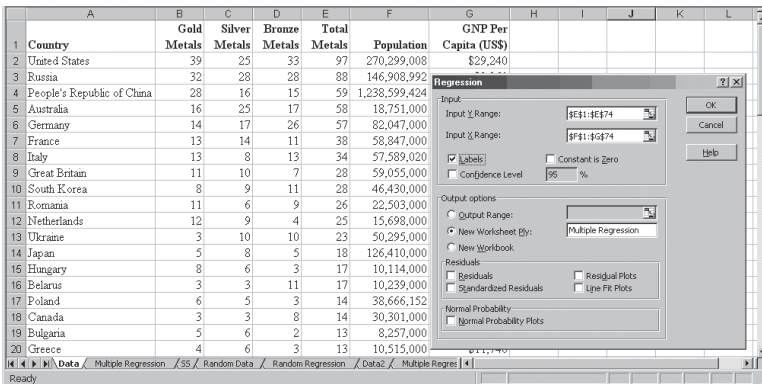 A B C D E F G H I J K L
Gold Silver Bronze Total GNP Per
1 Country Metals Metals Metals Metals Population Capita (US$)
2 United States 39 25 33 97 270,299,008 $29,240
3 Russia 32 28 28 88 146,908,992
4 People's Republic of China 28 16 15 59 1,238,599,424
5 Australia 16 25 17 58 18,751,000
6 Germany 14 17 26 57 82,047,000
7 France 13 14 11 38 58,847,000
8 Italy 13 8 13 34 57,589,020
9 Great Britain 11 10 7 28 59,055,000
10 South Korea 8 9 11 28 46,430,000
11 Romania 11 6 9 26 22,503,000
12 Netherlands 12 9 4 25 15,698,000
13 Ukraine 3 10 10 23 50,295,000
14 Japan 5 8 5 18 126,410,000
15 Hungary 8 6 3 17 10,114,000
16 Belarus 3 3 11 17 10,239,000
17 Poland 6 5 3 14 38,666,152
18 Canada 3 3 8 14 30,301,000
19 Bulgaria 5 6 2 13 8,257,000
20 Greece 4 6 3 13 10,515,000
Regression
Input
Input Y Range: $E$1:$E$74
Input X Range: $F$1:$G$74
Labels Constant is Zero
Confidence Level 95 %
OK
Cancel
Help
Output options
Output Range:
New Worksheet Ply: Multiple Regression
New Workbook
Residuals
Residuals Residual Plots
Standardized Residuals Line Fit Plots
Normal Probability
Normal Probability Plots
Data / Multiple Regression / SS / Random Data / Random Regression / Data2 / Multiple Regres
Ready